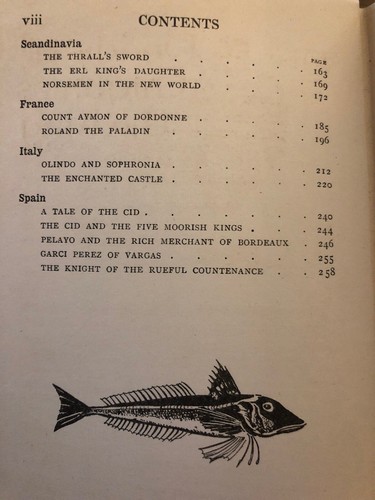 viii CONTENTS
Scandinavia
PAGE
THE THRALL'S SWORD . . . . . 163
THE ERL KING'S DAUGHTER . . . . . 169
NORSEMEN IN THE NEW WORLD . . . . 172
France
COUNT AYMON OF DORDONNE . . . . . 185
ROLAND THE PALADIN . . . . . . 196
Italy
OLINDO AND SOPHRONIA . . . . . . 212
THE ENCHANTED CASTLE . . . . . . 220
Spain
A TALE OF THE CID . . . . . . . 240
THE CID AND THE FIVE MOORISH KINGS . . . 244
PELAYO AND THE RICH MERCHANT OF BORDEAUX . 246
GARCI PEREZ OF VARGAS . . . . . . 255
THE KNIGHT OF THE RUEFUL COUNTENANCE . . 258